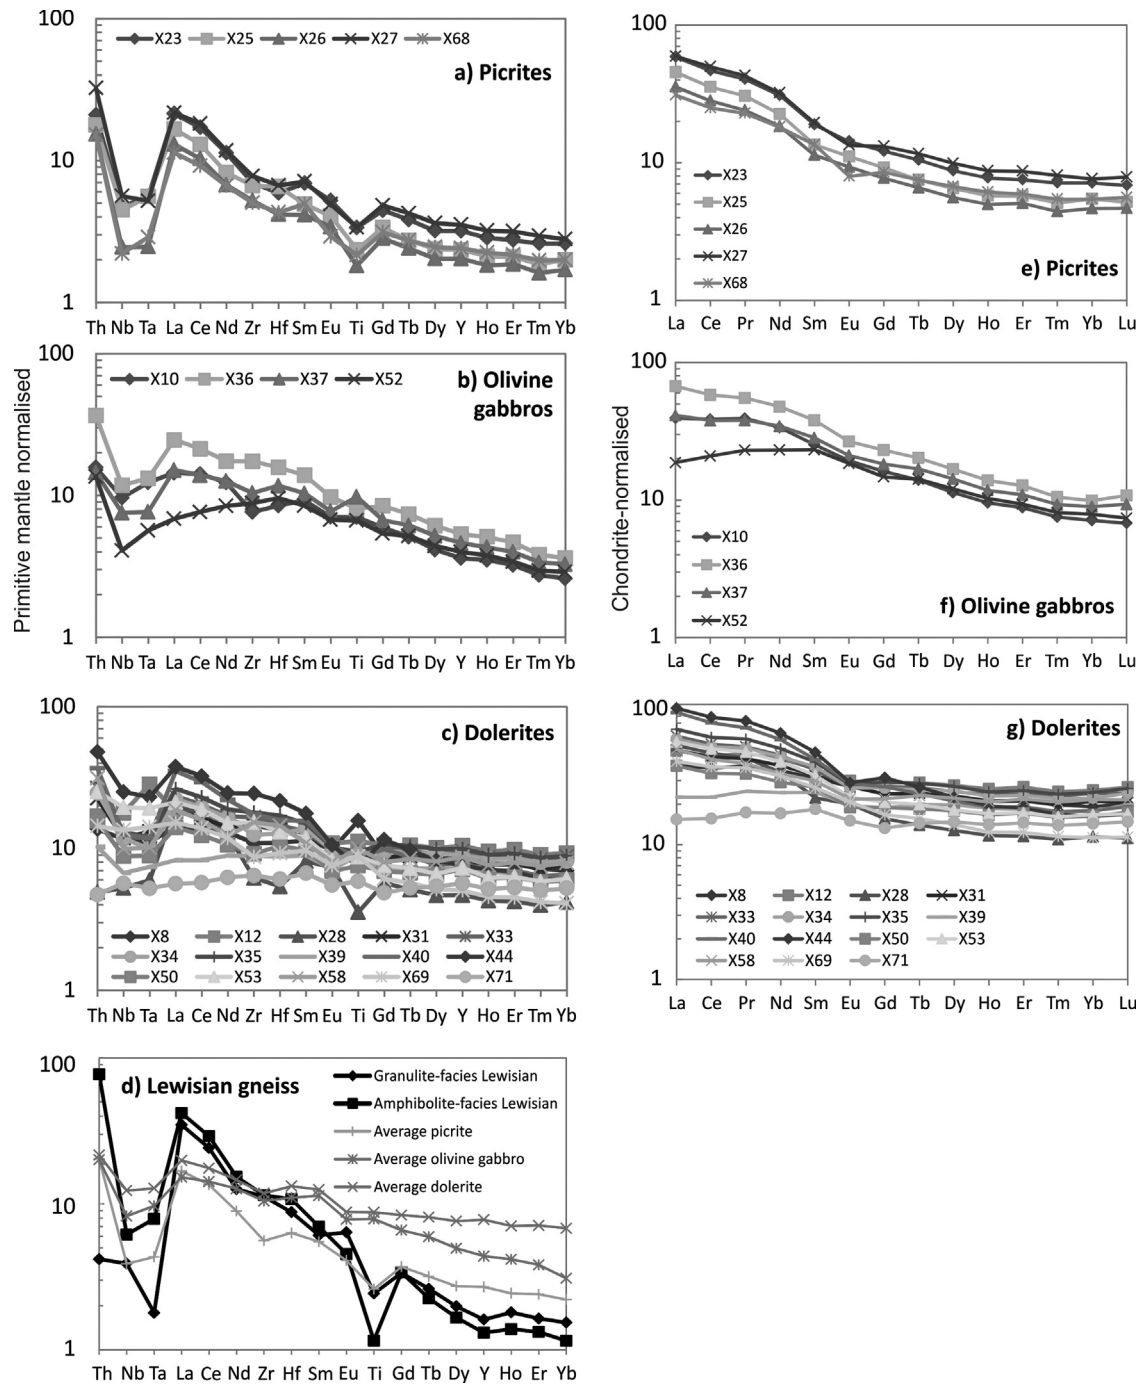 Primitive mantle normalised
100
X23 X25 X26 X27 X68
a) Picrites
10
1
Th Nb Ta La Ce Nd Zr Hf Sm Eu Ti Gd Tb Dy Y Ho Er Tm Yb
100
X10 X36 X37 X52
b) Olivine
gabbros
10
1
Th Nb Ta La Ce Nd Zr Hf Sm Eu Ti Gd Tb Dy Y Ho Er Tm Yb
100
c) Dolerites
10
X8 X12 X28 X31 X33
X34 X35 X39 X40 X44
X50 X53 X58 X69 X71
1
Th Nb Ta La Ce Nd Zr Hf Sm Eu Ti Gd Tb Dy Y Ho Er Tm Yb
100
d) Lewisian gneiss
Granulite-facies Lewisian
Amphibolite-facies Lewisian
Average picrite
Average olivine gabbro
Average dolerite
10
1
Th Nb Ta La Ce Nd Zr Hf Sm Eu Ti Gd Tb Dy Y Ho Er Tm Yb
Chondrite-normalised
100
10
X23
X25
X26
X27
X68
e) Picrites
1
La Ce Pr Nd Sm Eu Gd Tb Dy Ho Er Tm Yb Lu
100
10
X10
X36
X37
X52
f) Olivine gabbros
1
La Ce Pr Nd Sm Eu Gd Tb Dy Ho Er Tm Yb Lu
100
g) Dolerites
10
X8 X12 X28 X31
X33 X34 X35 X39
X40 X44 X50 X53
X58 X69 X71
1
La Ce Pr Nd Sm Eu Gd Tb Dy Ho Er Tm Yb Lu